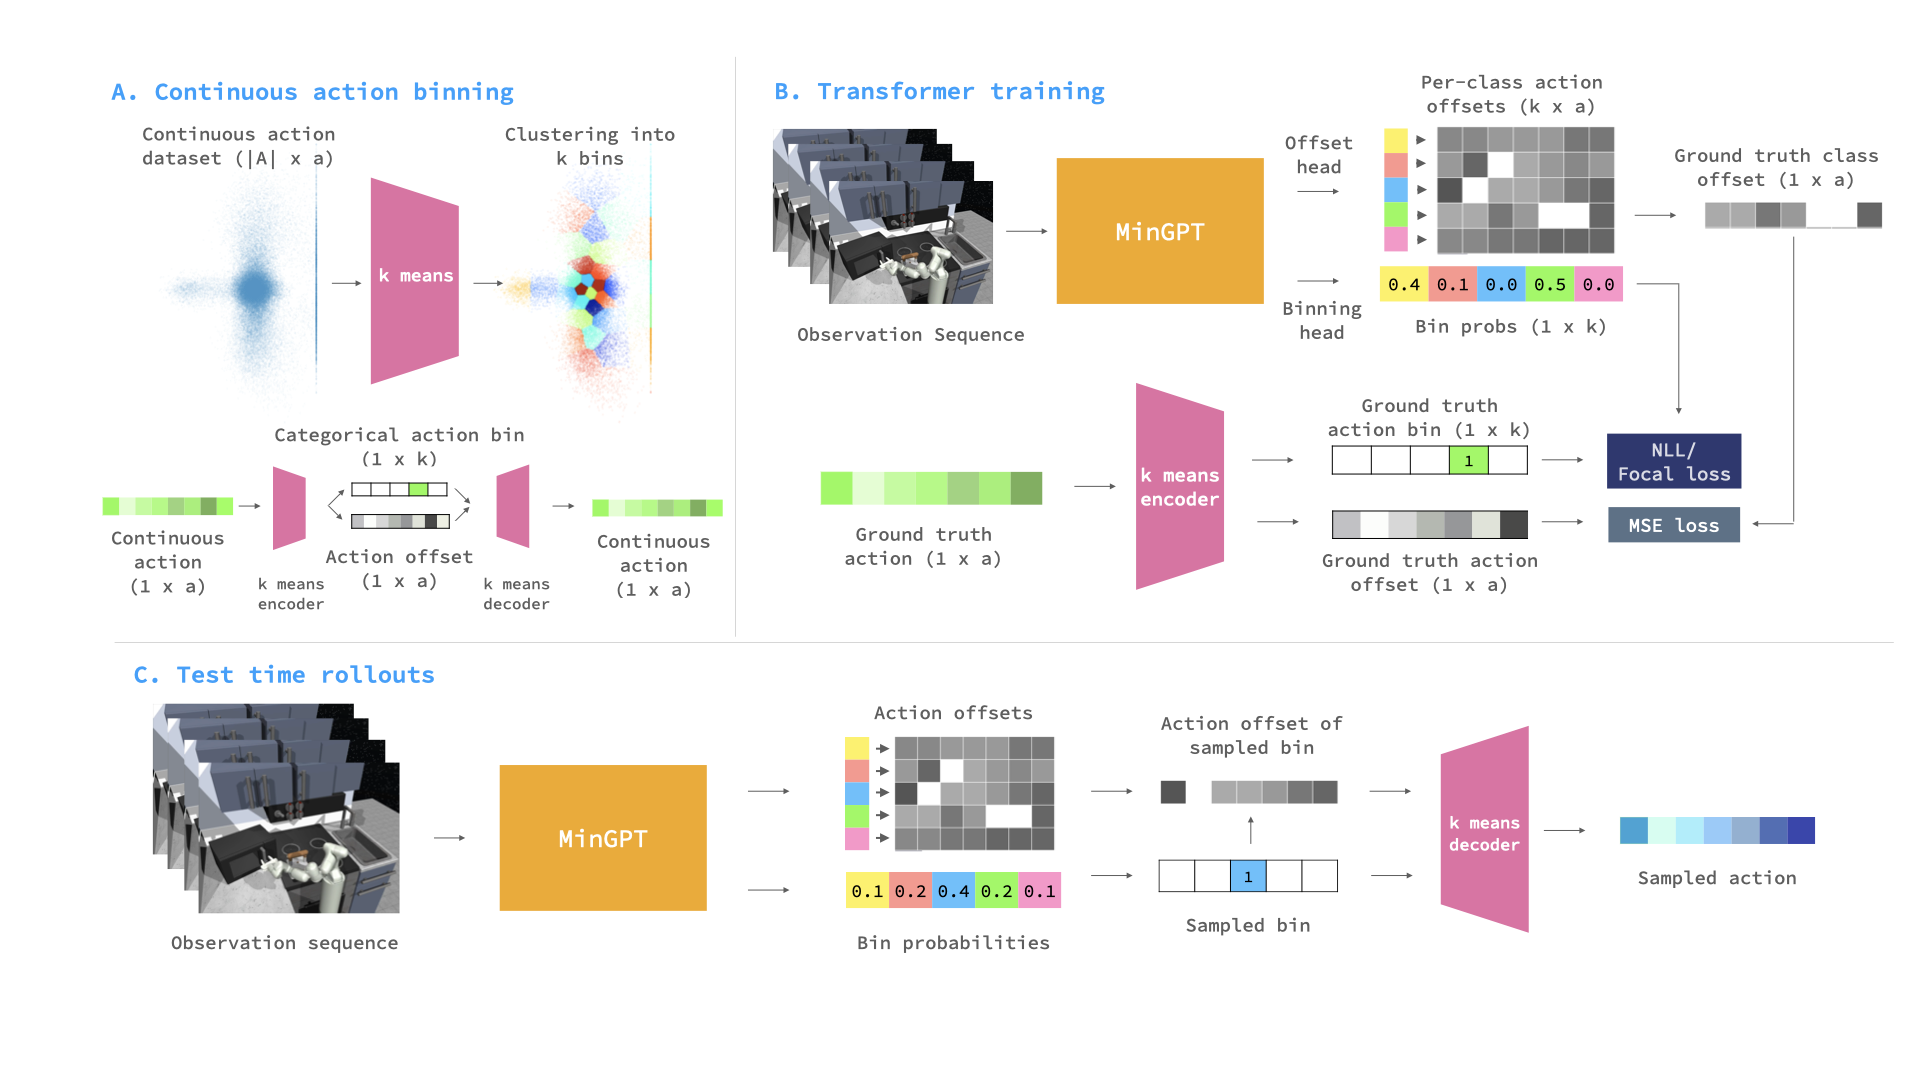 A. Continuous action binning
Continuous action
dataset (|A| x a)
k means
Clustering into
k bins
Categorical action bin
(1 x k)
Continuous
action
(1 x a)
k means
encoder
Action offset
(1 x a)
k means
decoder
Continuous
action
(1 x a)
B. Transformer training
Observation Sequence
MinGPT
Offset
head
Binning
head
Per-class action
offsets (k x a)
0.4 0.1 0.0 0.5 0.0
Bin probs (1 x k)
Ground truth class
offset (1 x a)
Ground truth
action (1 x a)
k means
encoder
Ground truth
action bin (1 x k)
1
Ground truth action
offset (1 x a)
NLL/
Focal loss
MSE loss
C. Test time rollouts
Observation sequence
MinGPT
Action offsets
0.1 0.2 0.4 0.2 0.1
Bin probabilities
Action offset of
sampled bin
1
Sampled bin
k means
decoder
Sampled action